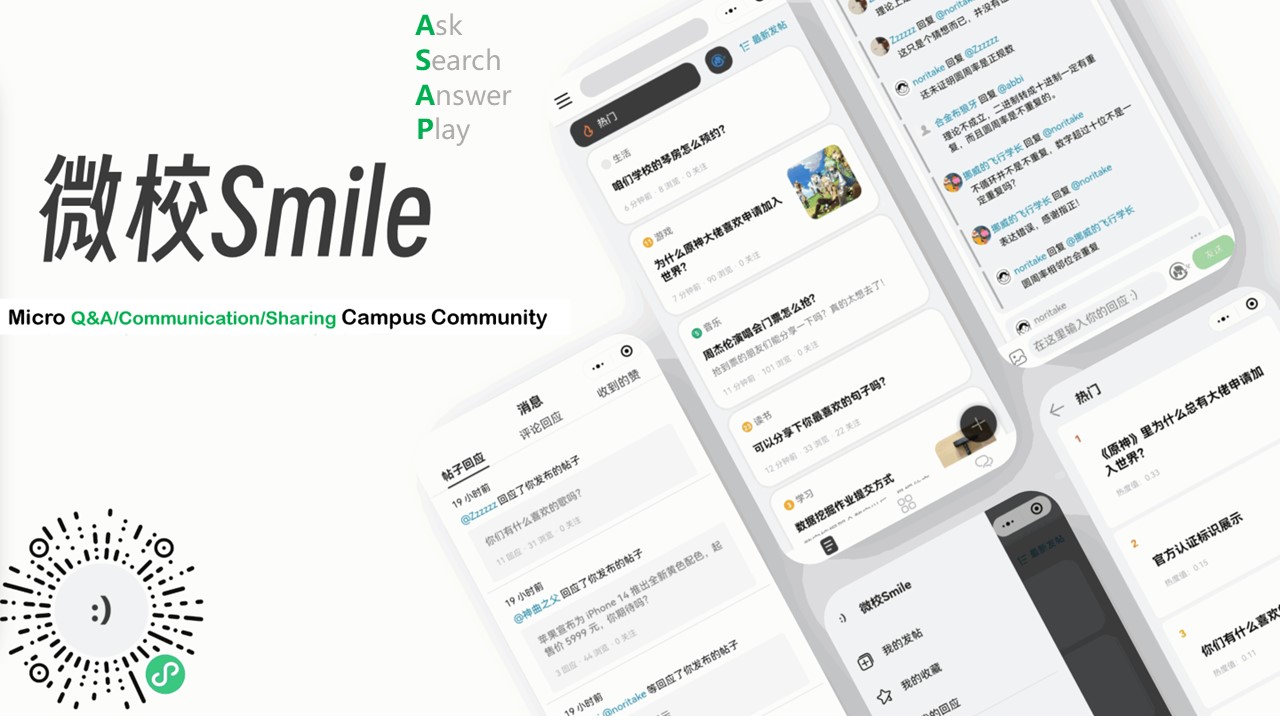 Ask
Search
Answer
Play
微校Smile
Micro Q&A/Communication/Sharing Campus Community
:)
热门
最新发帖
生活
咱们学校的琴房怎么预约?
6 分钟前 · 8 浏览 · 0 关注
游戏
为什么原神大佬喜欢申请加入
世界?
7 分钟前 · 90 浏览 · 0 关注
音乐
周杰伦演唱会门票怎么抢?
抢到票的朋友们能分享一下吗? 真的太想去了!
11 分钟前 · 101 浏览 · 0 关注
读书
可以分享下你最喜欢的句子吗?
12 分钟前 · 33 浏览 · 22 关注
学习
数据挖掘作业提交方式
Zzzzzz 回复
这只是个猜想而已,并没有
noritake 回复 @Zzzzzz
还未证明圆周率是正规数
合金布狼牙 回复 @abbi
理论不成立,二进制转成十进制一定有重
复,而且圆周率是不重复的。
挪威的飞行学长 回复 @noritake
不循环并不是不重复,数字超过十位不是一
定重复吗?
挪威的飞行学长 回复 @noritake
表达错误,感谢指正!
noritake 回复 @挪威的飞行学长
圆周率相邻位会重复
noritake
在这里输入你的回应 :)
发送
消息
帖子回应
评论回应
收到的赞
19 小时前
@Zzzzzz 回应了你发布的帖子
你们有什么喜欢的歌吗?
11 回应 · 31 浏览 · 0 关注
19 小时前
@神曲之父 回应了你发布的帖子
苹果宣布为 iPhone 14 推出全新黄色配色,起
售价 5999 元,你期待吗?
3 回应 · 44 浏览 · 0 关注
19 小时前
@noritake 等回应了你发布的帖子
:)
微校Smile
我的发帖
我的收藏
的回应
最新发帖
热门
1
《原神》里为什么总有大佬申请加
入世界?
热度值 : 0.33
2
官方认证标识展示
热度值 : 0.15
3
你们有什么喜欢
热度值 : 0.11